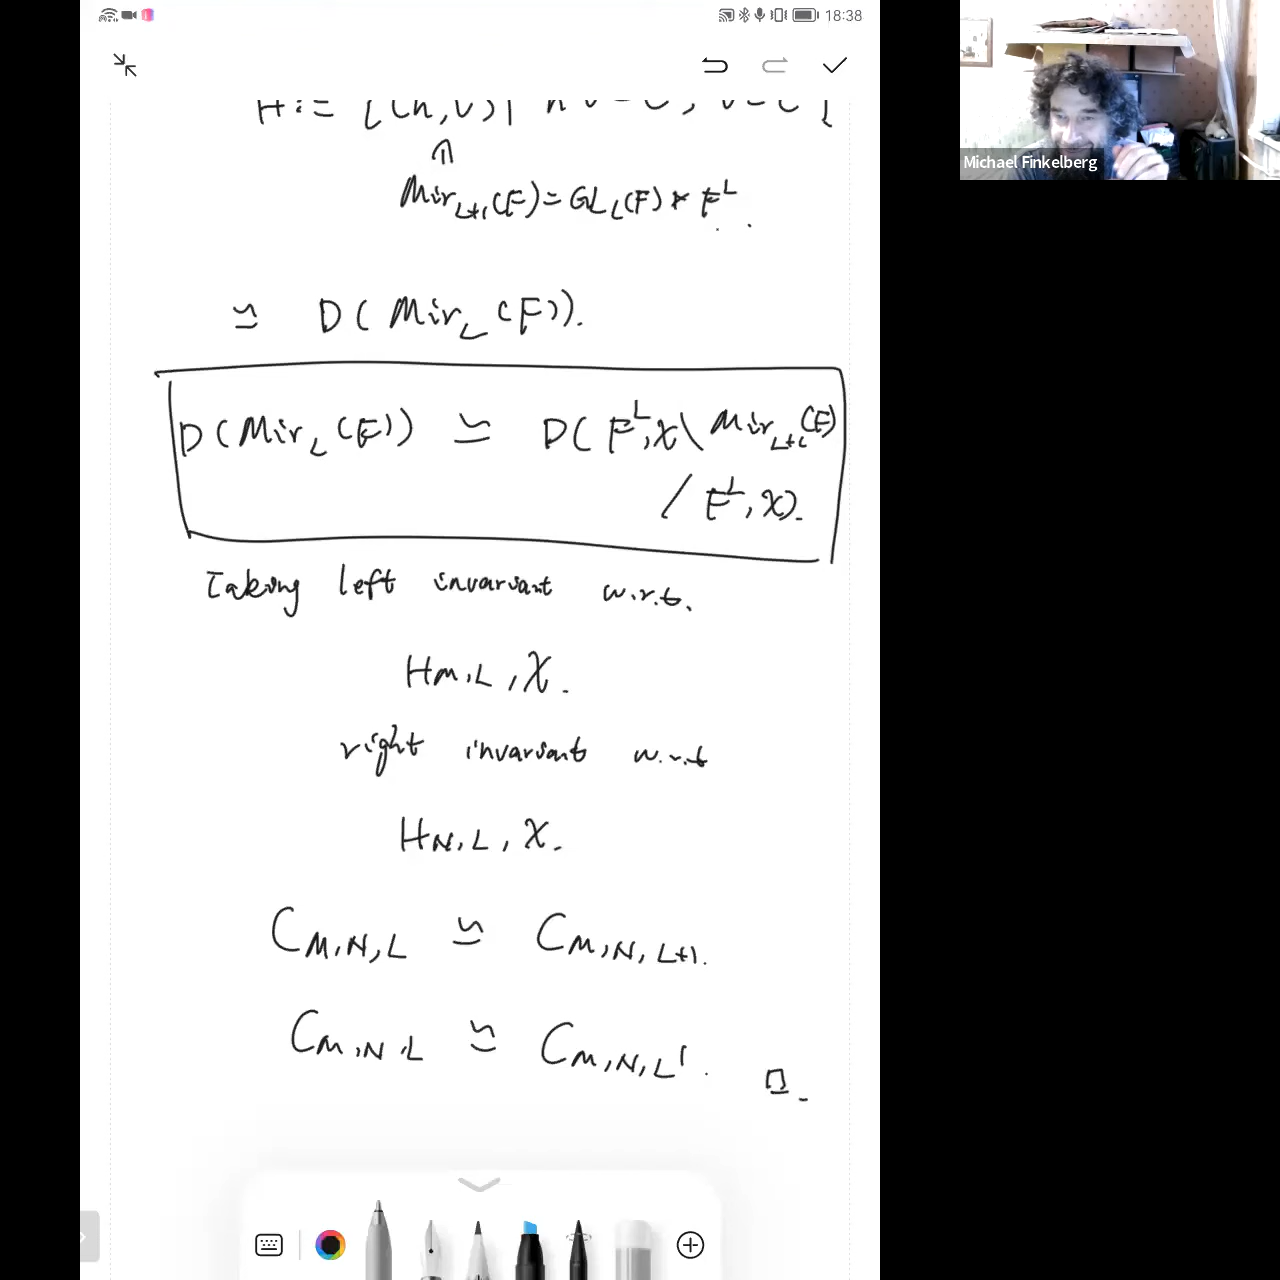 18:38
Michael Finkelberg
Mir_{L+1}(F) = GL_L(F) ⋉ F^L.
≃ D(Mir_L(F)).
D(Mir_L(F)) ≃ D(F^L, χ \ Mir_{L+1}(F)
/ F^L, χ).
Taking left invariant w.r.t.
H_{M,L}, χ.
right invariant w.r.t
H_{N,L}, χ.
C_{M,N,L} ≃ C_{M,N,L+1}.
C_{M,N,L} ≃ C_{M,N,L'}. □.